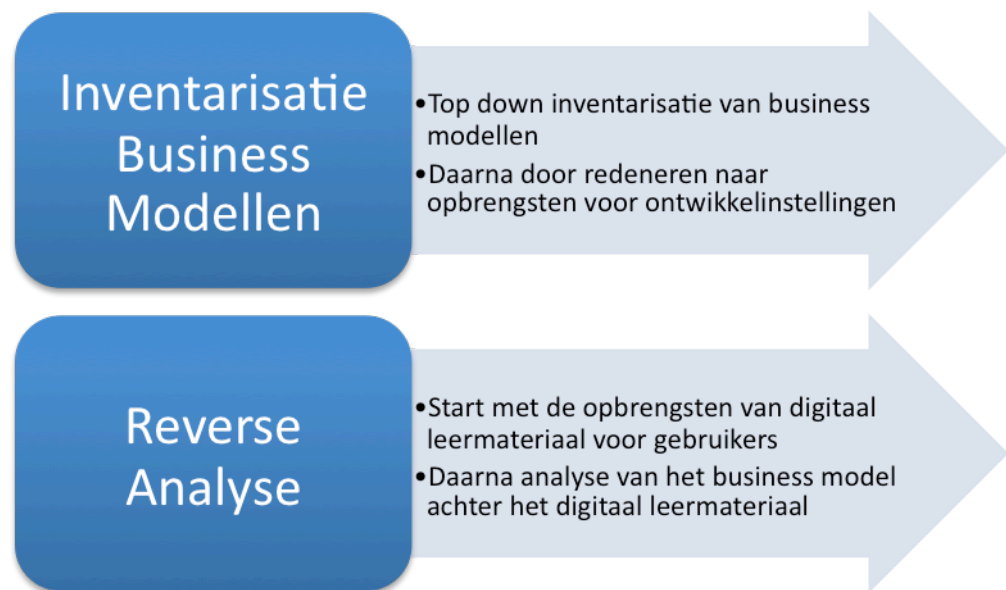 Inventarisatie
Business
Modellen
•Top down inventarisatie van business
modellen
•Daarna door redeneren naar
opbrengsten voor ontwikkelinstellingen
Reverse
Analyse
•Start met de opbrengsten van digitaal
leermateriaal voor gebruikers
•Daarna analyse van het business model
achter het digitaal leermateriaal